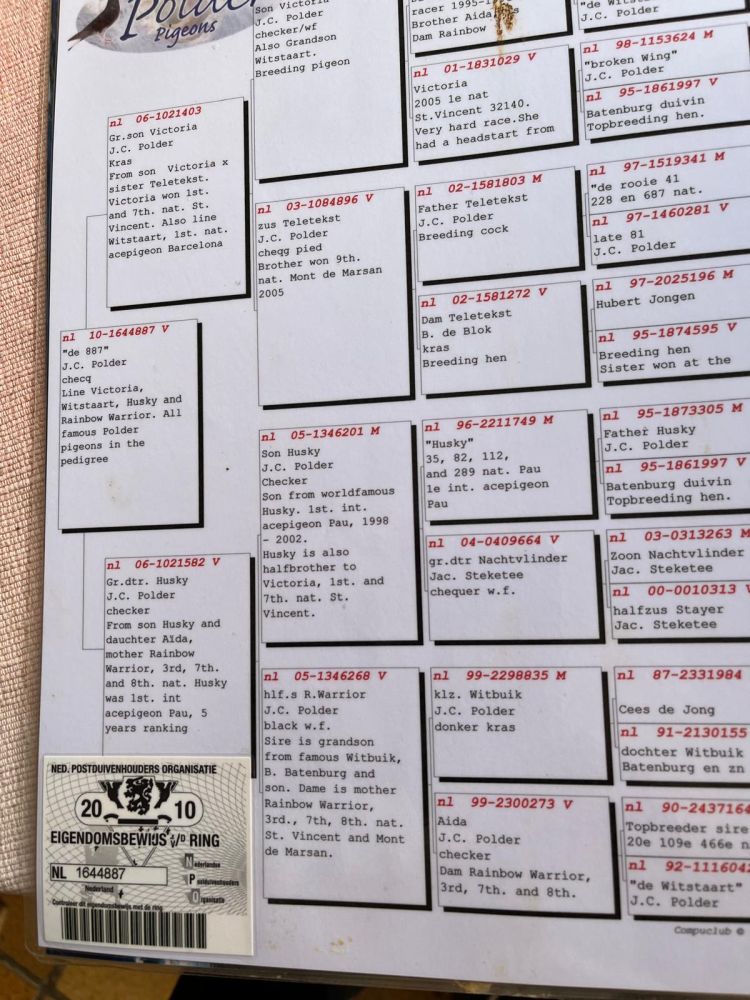 Polder
Pigeons
nl 06-1021403
Gr.son Victoria
J.C. Polder
Kras
From son Victoria x
sister Teletekst.
Victoria won 1st.
and 7th. nat. St.
Vincent. Also line
Witstaart, 1st. nat.
acepigeon Barcelona
nl 10-1644887 V
"de 887"
J.C. Polder
checq
Line Victoria,
Witstaart, Husky and
Rainbow Warrior. All
famous Polder
pigeons in the
pedigree
nl 06-1021582 V
Gr.dtr. Husky
J.C. Polder
checker
From son Husky and
dauchter Aïda,
mother Rainbow
Warrior, 3rd, 7th.
and 8th. nat. Husky
was 1st. int
acepigeon Pau, 5
years ranking
NED. POSTDUIVENHOUDERS ORGANISATIE
20 10
EIGENDOMSBEWIJS v/D RING
NL 1644887
Nederland
Controleer dit eigendomsbewijs met de ring
Nederlandse
Postduivenhouders
Organisatie
Son Victoria
J.C. Polder
checker/wf
Also Grandson
Witstaart.
Breeding pigeon
nl 03-1084896 V
zus Teletekst
J.C. Polder
cheqg pied
Brother won 9th.
nat. Mont de Marsan
2005
nl 05-1346201 M
Son Husky
J.C. Polder
Checker
Son from worldfamous
Husky. 1st. int.
acepigeon Pau, 1998
- 2002.
Husky is also
halfbrother to
Victoria, 1st. and
7th. nat. St.
Vincent.
nl 05-1346268 V
hlf.s R.Warrior
J.C. Polder
black w.f.
Sire is grandson
from famous Witbuik,
B. Batenburg and
son. Dame is mother
Rainbow Warrior,
3rd., 7th, 8th. nat.
St. Vincent and Mont
de Marsan.
racer 1995-
Brother Aida,
Dam Rainbow
nl 01-1831029 V
Victoria
2005 1e nat
St.Vincent 32140.
Very hard race.She
had a headstart from
nl 02-1581803 M
Father Teletekst
J.C. Polder
Breeding cock
nl 02-1581272 V
Dam Teletekst
B. de Blok
kras
Breeding hen
nl 96-2211749 M
"Husky"
35, 82, 112,
and 289 nat. Pau
1e int. acepigeon
Pau
nl 04-0409664 V
gr.dtr Nachtvlinder
Jac. Steketee
chequer w.f.
nl 99-2298835 M
klz. Witbuik
J.C. Polder
donker kras
nl 99-2300273 V
Aida
J.C. Polder
checker
Dam Rainbow Warrior,
3rd, 7th. and 8th.
J.C. Polder
nl 98-1153624 M
"broken Wing"
J.C. Polder
nl 95-1861997 V
Batenburg duivin
Topbreeding hen.
nl 97-1519341 M
"de rooie 41
228 en 687 nat.
nl 97-1460281 V
late 81
J.C. Polder
nl 97-2025196 M
Hubert Jongen
nl 95-1874595 V
Breeding hen
Sister won at the
nl 95-1873305 M
Father Husky
J.C. Polder
nl 95-1861997 V
Batenburg duivin
Topbreeding hen.
nl 03-0313263 M
Zoon Nachtvlinder
Jac. Steketee
nl 00-0010313 V
halfzus Stayer
Jac. Steketee
nl 87-2331984
Cees de Jong
nl 91-2130155
dochter Witbuik
Batenburg en zn
nl 90-2437164
Topbreeder sire
20e 109e 466e n
nl 92-1116042
"de Witstaart"
J.C. Polder
Compuclub ©